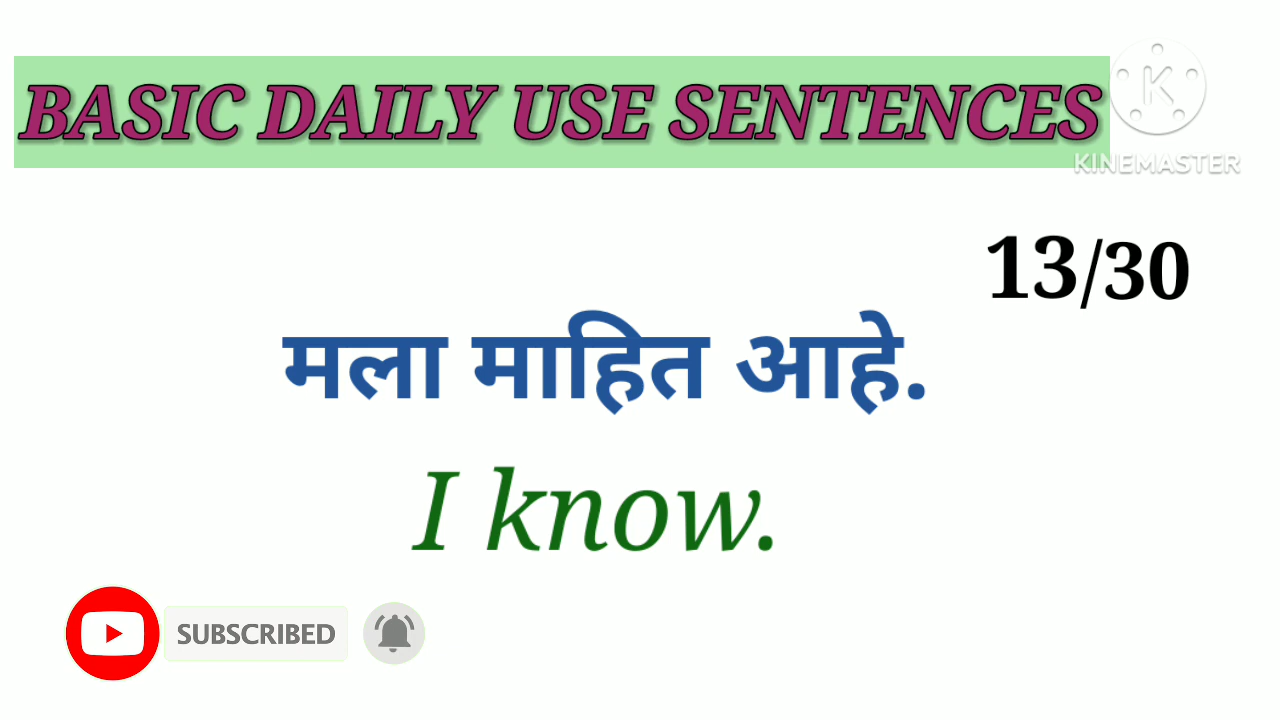 BASIC DAILY USE SENTENCES
KINEMASTER
13/30
मला माहित आहे.
I know.
SUBSCRIBED